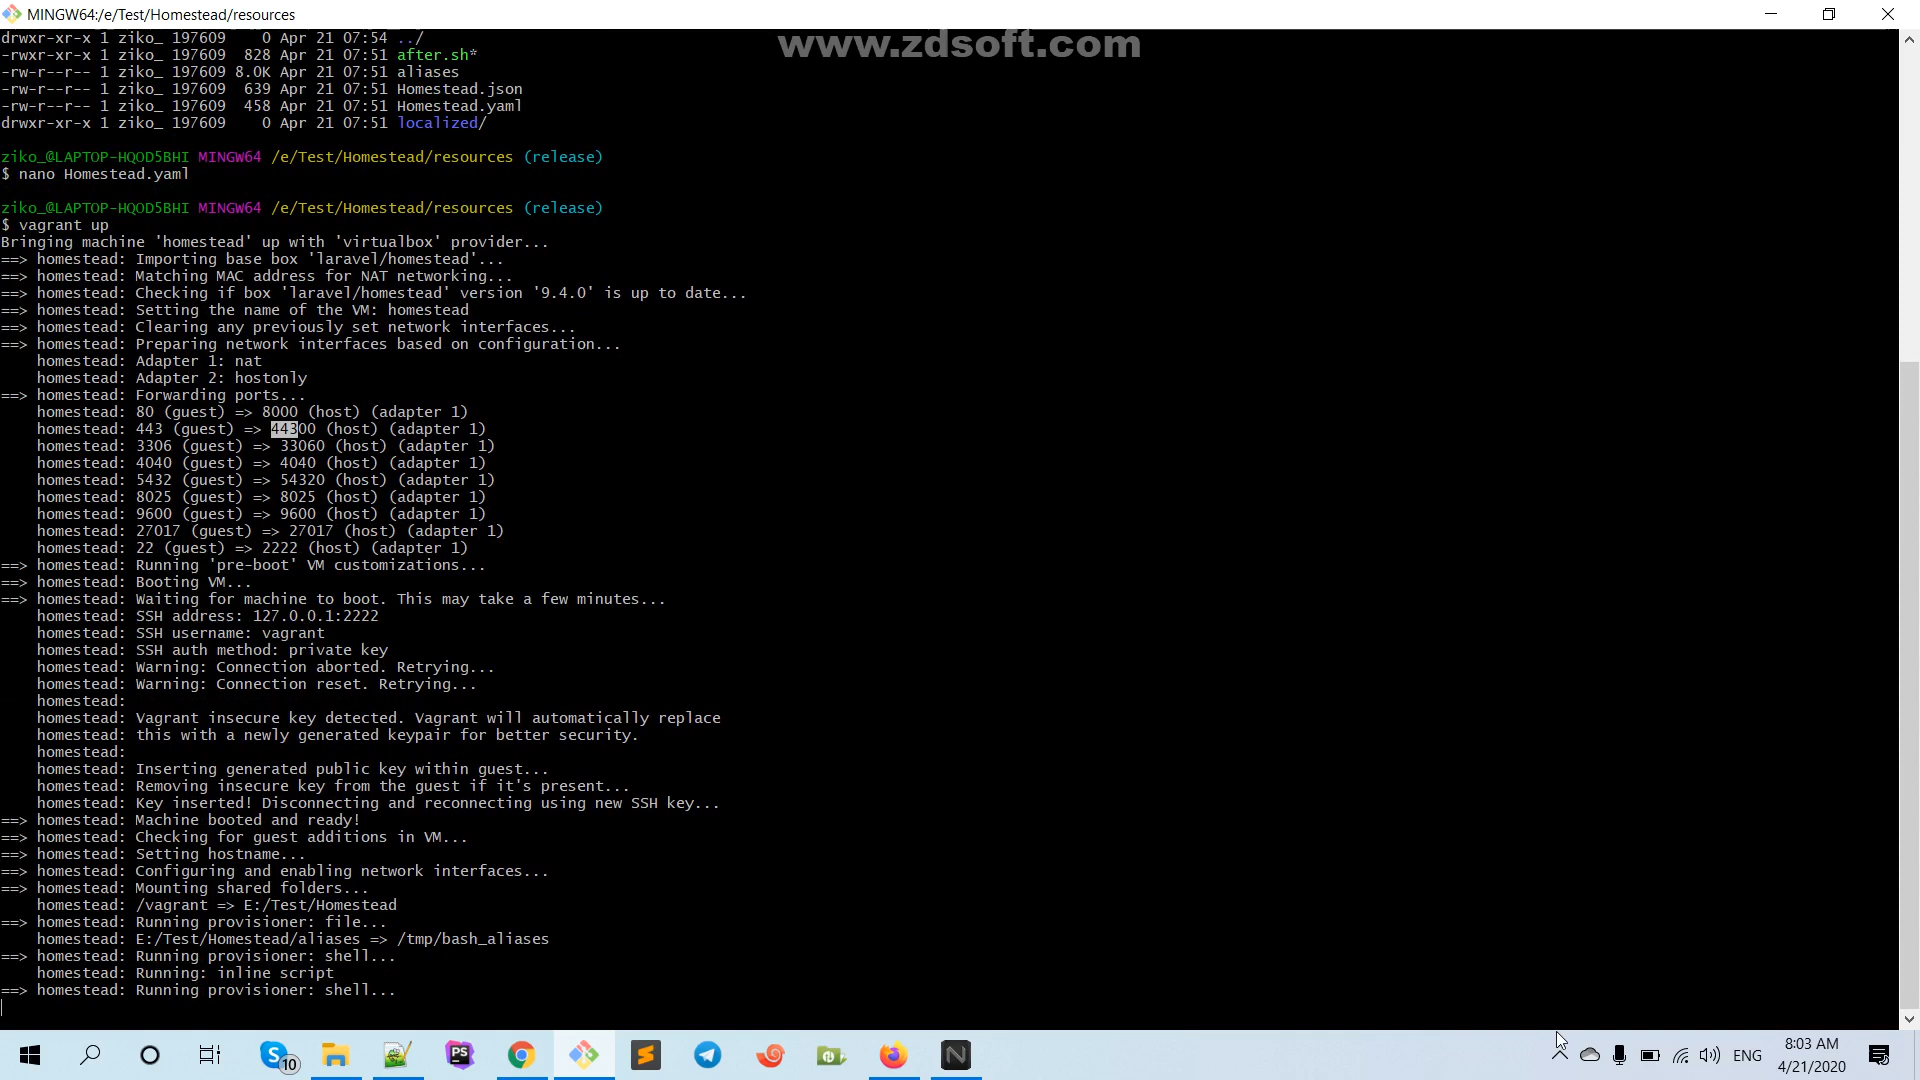 MINGW64:/e/Test/Homestead/resources
www.zdsoft.com
drwxr-xr-x 1 ziko_ 197609    0 Apr 21 07:54 ../
-rwxr-xr-x 1 ziko_ 197609  828 Apr 21 07:51 after.sh*
-rw-r--r-- 1 ziko_ 197609 8.0K Apr 21 07:51 aliases
-rw-r--r-- 1 ziko_ 197609  639 Apr 21 07:51 Homestead.json
-rw-r--r-- 1 ziko_ 197609  458 Apr 21 07:51 Homestead.yaml
drwxr-xr-x 1 ziko_ 197609    0 Apr 21 07:51 localized/
ziko_@LAPTOP-HQOD5BHI MINGW64 /e/Test/Homestead/resources (release)
$ nano Homestead.yaml
ziko_@LAPTOP-HQOD5BHI MINGW64 /e/Test/Homestead/resources (release)
$ vagrant up
Bringing machine 'homestead' up with 'virtualbox' provider...
==> homestead: Importing base box 'laravel/homestead'...
==> homestead: Matching MAC address for NAT networking...
==> homestead: Checking if box 'laravel/homestead' version '9.4.0' is up to date...
==> homestead: Setting the name of the VM: homestead
==> homestead: Clearing any previously set network interfaces...
==> homestead: Preparing network interfaces based on configuration...
    homestead: Adapter 1: nat
    homestead: Adapter 2: hostonly
==> homestead: Forwarding ports...
    homestead: 80 (guest) => 8000 (host) (adapter 1)
    homestead: 443 (guest) => 44300 (host) (adapter 1)
    homestead: 3306 (guest) => 33060 (host) (adapter 1)
    homestead: 4040 (guest) => 4040 (host) (adapter 1)
    homestead: 5432 (guest) => 54320 (host) (adapter 1)
    homestead: 8025 (guest) => 8025 (host) (adapter 1)
    homestead: 9600 (guest) => 9600 (host) (adapter 1)
    homestead: 27017 (guest) => 27017 (host) (adapter 1)
    homestead: 22 (guest) => 2222 (host) (adapter 1)
==> homestead: Running 'pre-boot' VM customizations...
==> homestead: Booting VM...
==> homestead: Waiting for machine to boot. This may take a few minutes...
    homestead: SSH address: 127.0.0.1:2222
    homestead: SSH username: vagrant
    homestead: SSH auth method: private key
    homestead: Warning: Connection aborted. Retrying...
    homestead: Warning: Connection reset. Retrying...
    homestead:
    homestead: Vagrant insecure key detected. Vagrant will automatically replace
    homestead: this with a newly generated keypair for better security.
    homestead:
    homestead: Inserting generated public key within guest...
    homestead: Removing insecure key from the guest if it's present...
    homestead: Key inserted! Disconnecting and reconnecting using new SSH key...
==> homestead: Machine booted and ready!
==> homestead: Checking for guest additions in VM...
==> homestead: Setting hostname...
==> homestead: Configuring and enabling network interfaces...
==> homestead: Mounting shared folders...
    homestead: /vagrant => E:/Test/Homestead
==> homestead: Running provisioner: file...
    homestead: E:/Test/Homestead/aliases => /tmp/bash_aliases
==> homestead: Running provisioner: shell...
    homestead: Running: inline script
==> homestead: Running provisioner: shell...
10
PS
N
ENG
8:03 AM
4/21/2020